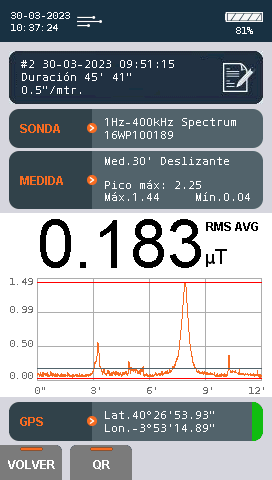 30-03-2023
10:37:24
81%
#2 30-03-2023 09:51:15
Duración 45' 41"
0.5"/mtr.
SONDA
1Hz-400kHz Spectrum
16WP100189
MEDIDA
Med.30' Deslizante
Pico máx: 2.25
Máx.1.44 Mín.0.04
0.183 RMS AVG
µT
1.49
0.99
0.50
0.00
0" 3' 6' 9' 12'
GPS
Lat.40°26'53.93"
Lon.-3°53'14.89"
VOLVER QR